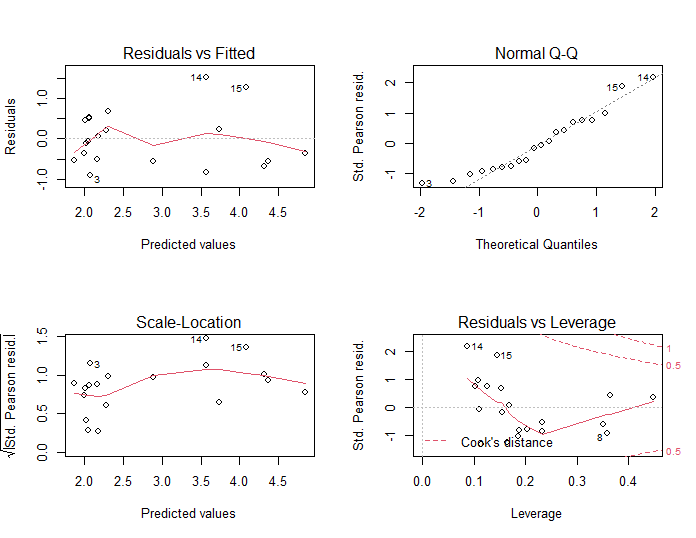 Residuals vs Fitted
Residuals
-1.0
0.0
1.0
14
15
3
2.0 2.5 3.0 3.5 4.0 4.5
Predicted values
Normal Q-Q
Std. Pearson resid.
-1
0
1
2
14
15
3
-2 -1 0 1 2
Theoretical Quantiles
Scale-Location
√|Std. Pearson resid.|
0.0
0.5
1.0
1.5
14
15
3
2.0 2.5 3.0 3.5 4.0 4.5
Predicted values
Residuals vs Leverage
Std. Pearson resid.
-1
0
1
2
14
15
8
Cook's distance
1
0.5
0.5
0.0 0.1 0.2 0.3 0.4
Leverage